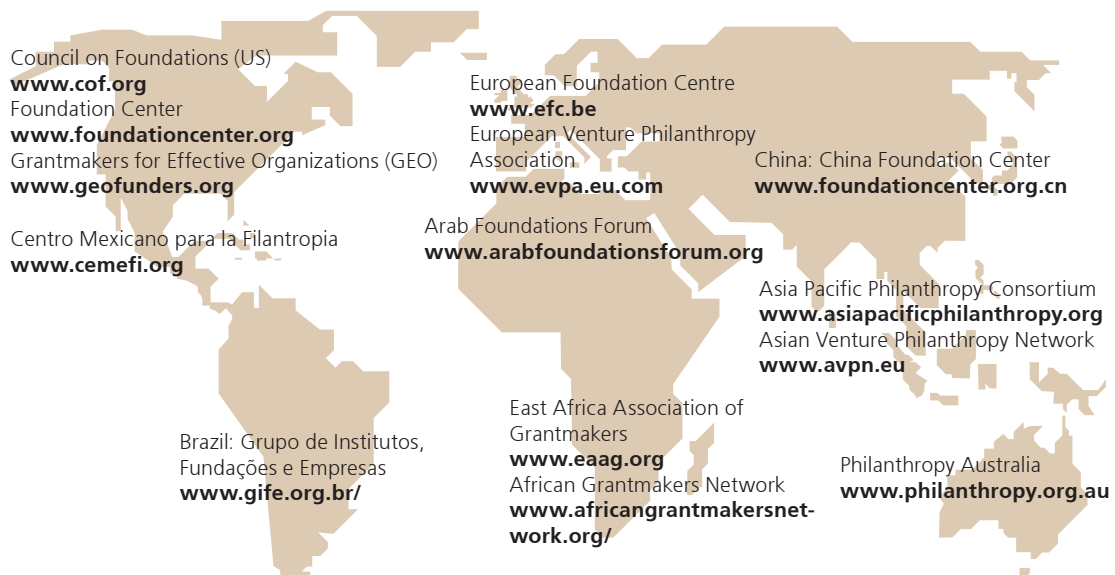 Council on Foundations (US)
www.cof.org
Foundation Center
www.foundationcenter.org
Grantmakers for Effective Organizations (GEO)
www.geofunders.org
Centro Mexicano para la Filantropia
www.cemefi.org
Brazil: Grupo de Institutos,
Fundações e Empresas
www.gife.org.br/
European Foundation Centre
www.efc.be
European Venture Philanthropy
Association
www.evpa.eu.com
Arab Foundations Forum
www.arabfoundationsforum.org
East Africa Association of
Grantmakers
www.eaag.org
African Grantmakers Network
www.africangrantmakersnet-
work.org/
China: China Foundation Center
www.foundationcenter.org.cn
Asia Pacific Philanthropy Consortium
www.asiapacificphilanthropy.org
Asian Venture Philanthropy Network
www.avpn.eu
Philanthropy Australia
www.philanthropy.org.au